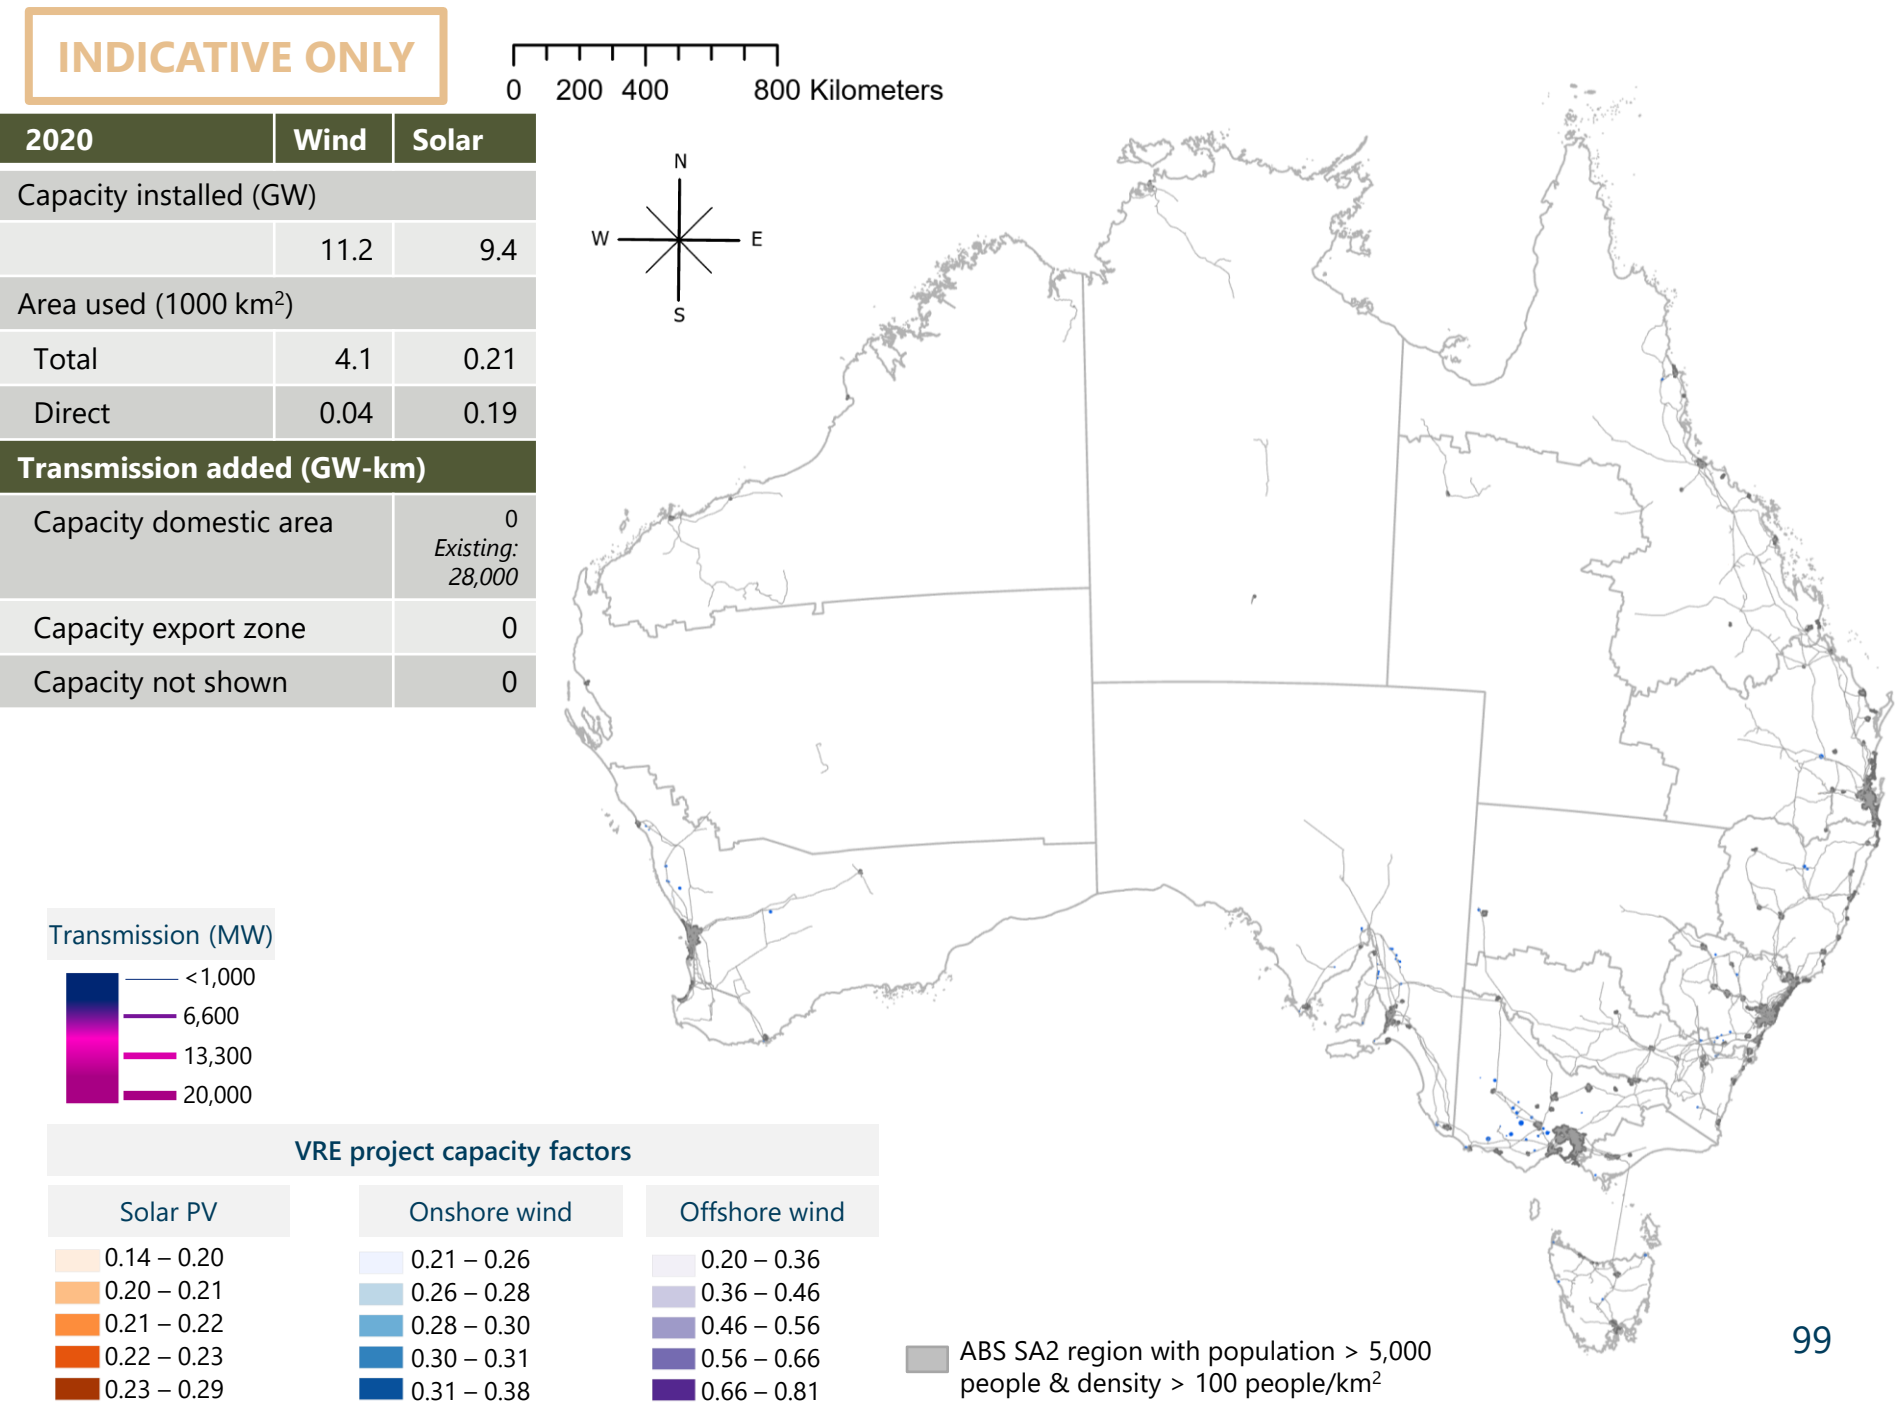 INDICATIVE ONLY
0 200 400 800 Kilometers
N
W E
S
2020 Wind Solar
Capacity installed (GW)
11.2 9.4
Area used (1000 km²)
Total 4.1 0.21
Direct 0.04 0.19
Transmission added (GW-km)
Capacity domestic area 0
Existing:
28,000
Capacity export zone 0
Capacity not shown 0
Transmission (MW)
<1,000
6,600
13,300
20,000
VRE project capacity factors
Solar PV Onshore wind Offshore wind
0.14 – 0.20 0.21 – 0.26 0.20 – 0.36
0.20 – 0.21 0.26 – 0.28 0.36 – 0.46
0.21 – 0.22 0.28 – 0.30 0.46 – 0.56
0.22 – 0.23 0.30 – 0.31 0.56 – 0.66
0.23 – 0.29 0.31 – 0.38 0.66 – 0.81
ABS SA2 region with population > 5,000
people & density > 100 people/km²
99